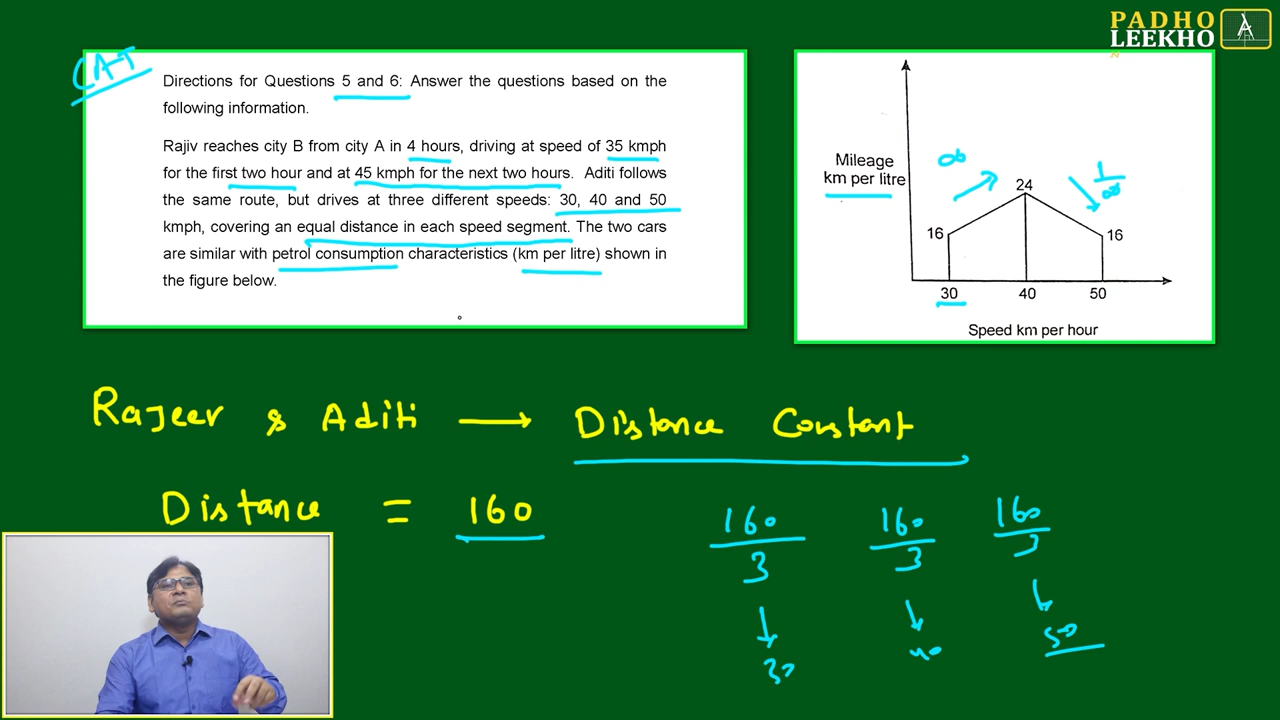 PADHO
LEEKHO
CAT
Directions for Questions 5 and 6: Answer the questions based on the
following information.
Rajiv reaches city B from city A in 4 hours, driving at speed of 35 kmph
for the first two hour and at 45 kmph for the next two hours. Aditi follows
the same route, but drives at three different speeds: 30, 40 and 50
kmph, covering an equal distance in each speed segment. The two cars
are similar with petrol consumption characteristics (km per litre) shown in
the figure below.
Mileage
km per litre
16
24
16
30
40
50
Speed km per hour
Rajeev & Aditi → Distance Constant
Distance = 160
160/3
160/3
160/3
30
40
50